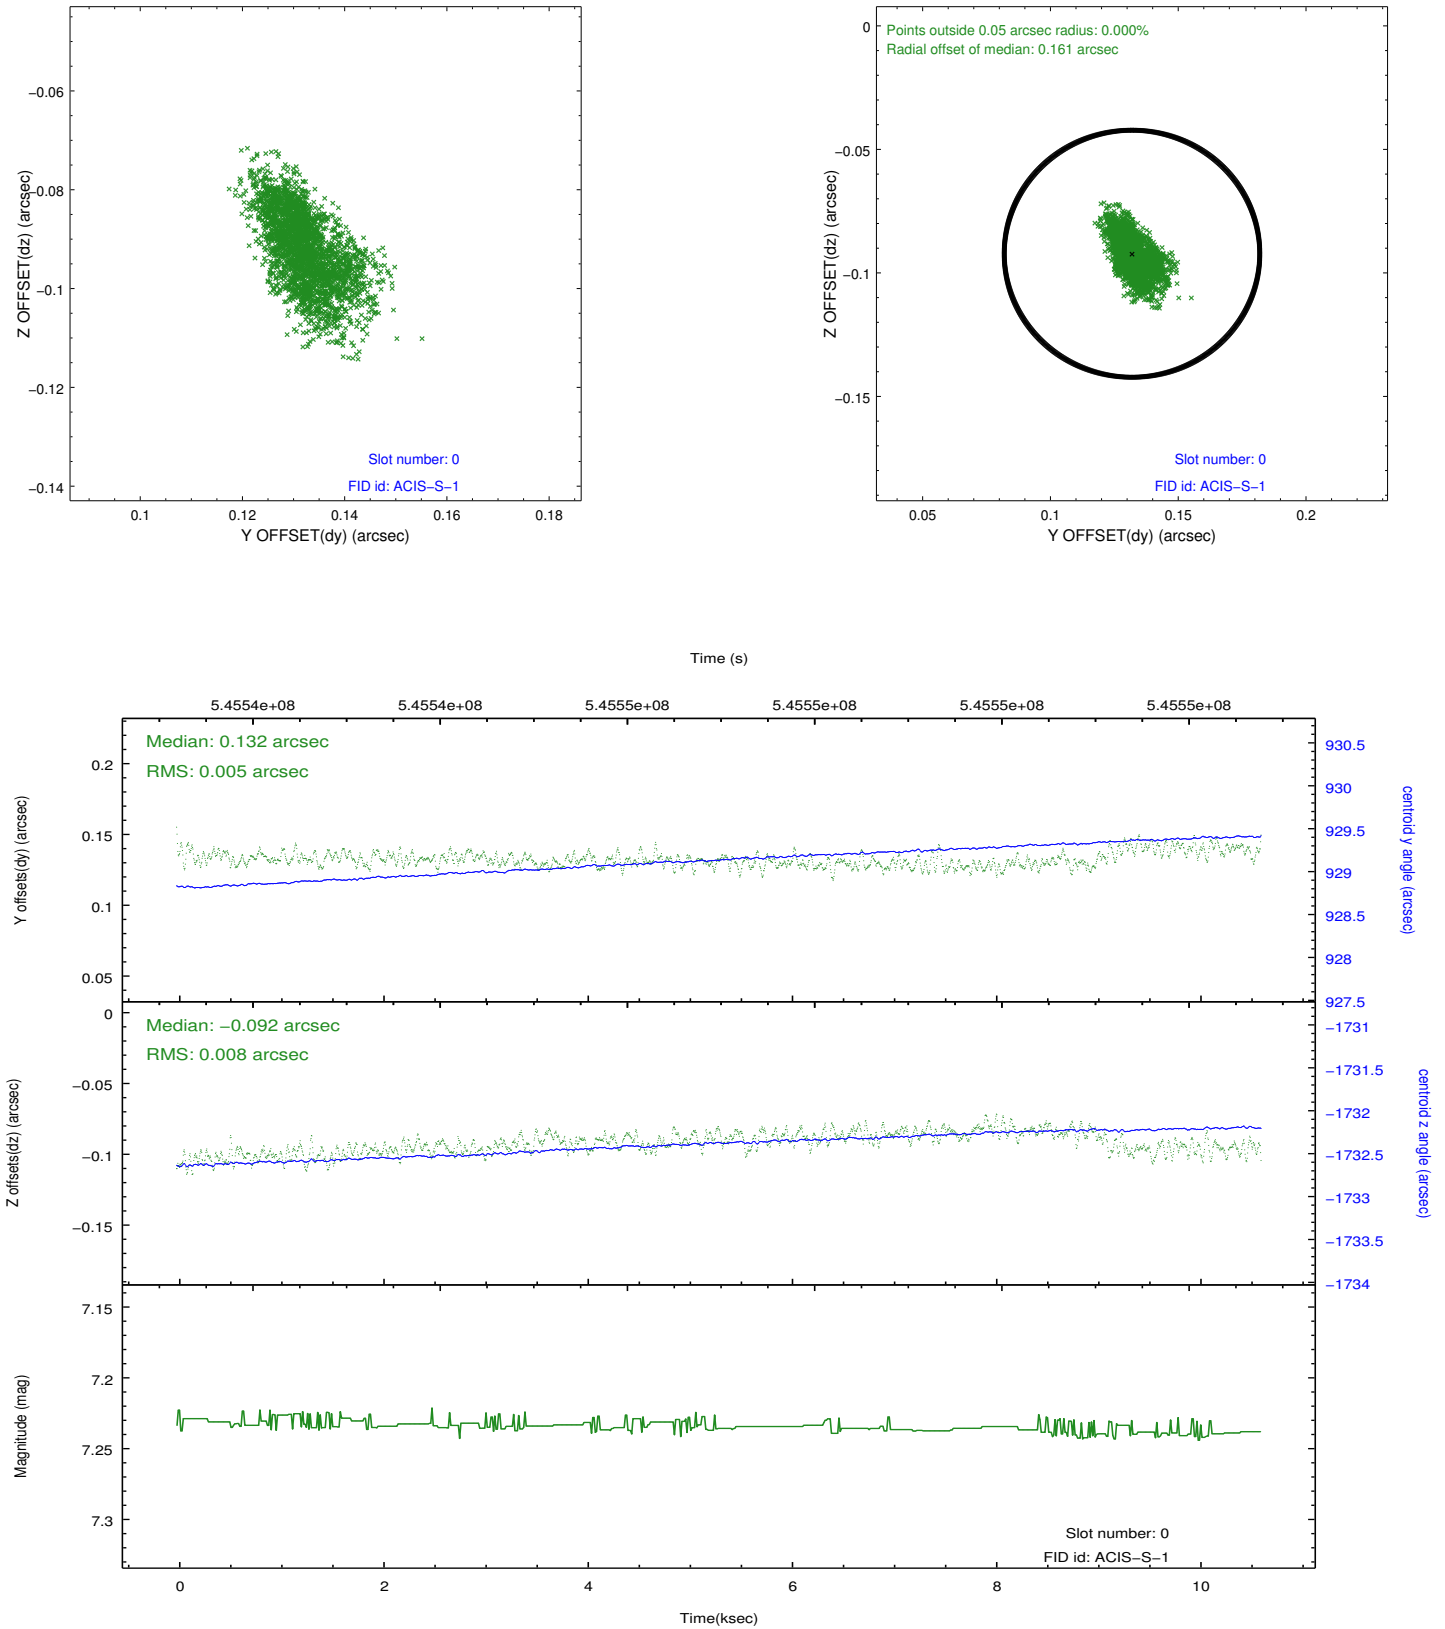 −0.06
−0.08
−0.1
−0.12
−0.14
Z OFFSET(dz) (arcsec)
Slot number: 0
FID id: ACIS−S−1
0.1
0.12
0.14
0.16
0.18
Y OFFSET(dy) (arcsec)
Points outside 0.05 arcsec radius: 0.000%
Radial offset of median: 0.161 arcsec
0
−0.05
−0.1
−0.15
Z OFFSET(dz) (arcsec)
Slot number: 0
FID id: ACIS−S−1
0.05
0.1
0.15
0.2
Y OFFSET(dy) (arcsec)
Time (s)
5.4554e+08
5.4554e+08
5.4555e+08
5.4555e+08
5.4555e+08
5.4555e+08
Median: 0.132 arcsec
RMS: 0.005 arcsec
0.2
0.15
0.1
0.05
Y offsets(dy) (arcsec)
930.5
930
929.5
929
928.5
928
927.5
centroid y angle (arcsec)
Median: −0.092 arcsec
RMS: 0.008 arcsec
0
−0.05
−0.1
−0.15
Z offsets(dz) (arcsec)
−1731
−1731.5
−1732
−1732.5
−1733
−1733.5
−1734
centroid z angle (arcsec)
7.15
7.2
7.25
7.3
Magnitude (mag)
Slot number: 0
FID id: ACIS−S−1
0
2
4
6
8
10
Time(ksec)